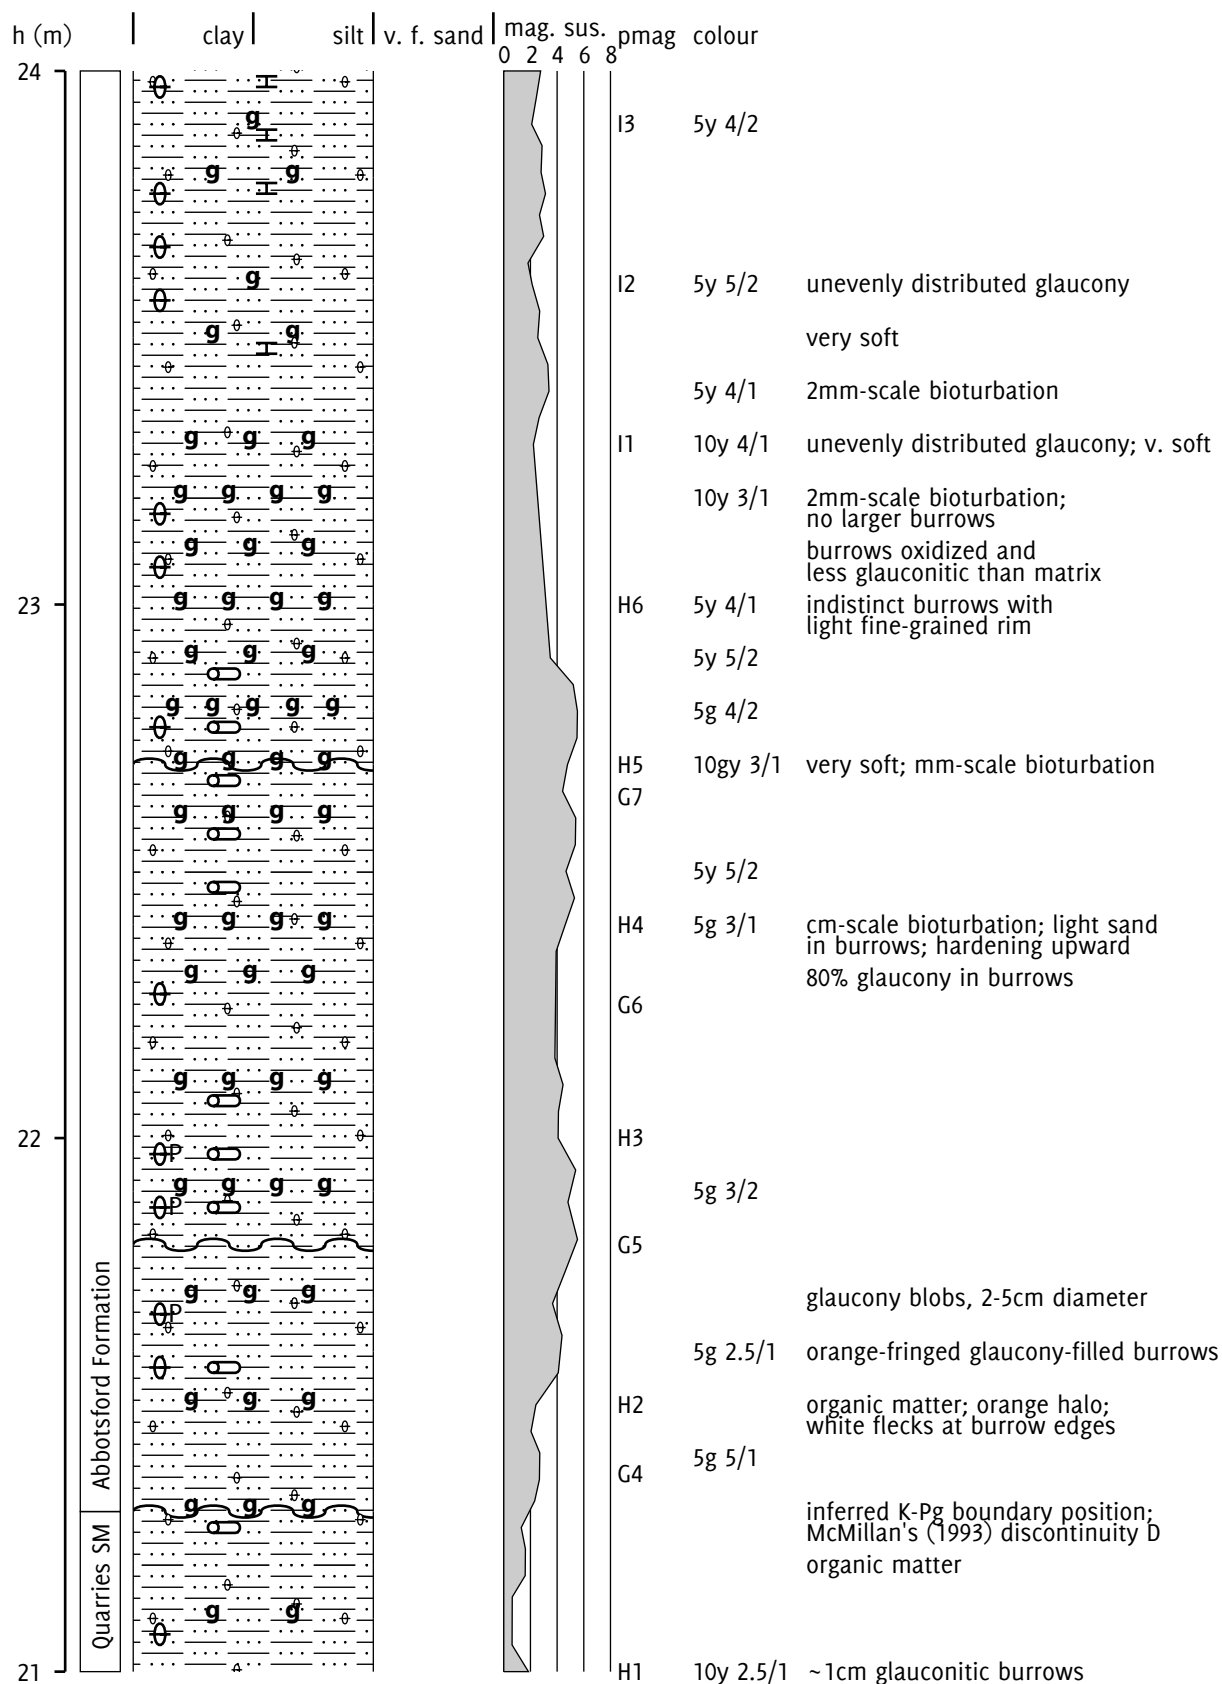 h (m) clay silt v. f. sand mag. sus. pmag colour
0 2 4 6 8
24
I3 5y 4/2
I2 5y 5/2 unevenly distributed glaucony
very soft
5y 4/1 2mm-scale bioturbation
I1 10y 4/1 unevenly distributed glaucony; v. soft
10y 3/1 2mm-scale bioturbation;
no larger burrows
burrows oxidized and
less glauconitic than matrix
23 H6 5y 4/1 indistinct burrows with
light fine-grained rim
5y 5/2
5g 4/2
H5 10gy 3/1 very soft; mm-scale bioturbation
G7
5y 5/2
H4 5g 3/1 cm-scale bioturbation; light sand
in burrows; hardening upward
80% glaucony in burrows
G6
22 H3
5g 3/2
G5
glaucony blobs, 2-5cm diameter
5g 2.5/1 orange-fringed glaucony-filled burrows
H2 organic matter; orange halo;
white flecks at burrow edges
5g 5/1
G4
inferred K-Pg boundary position;
McMillan's (1993) discontinuity D
organic matter
21 H1 10y 2.5/1 ~1cm glauconitic burrows
Abbotsford Formation
Quarries SM
g
g g
g
g g
g g g
g g g g
g g g
g g g g
g g g
g g g g g
g g g g
g g g g
g g g g
g g g
g g g g
P
g g g g
P
g g g
P
g g g
g g g
g g